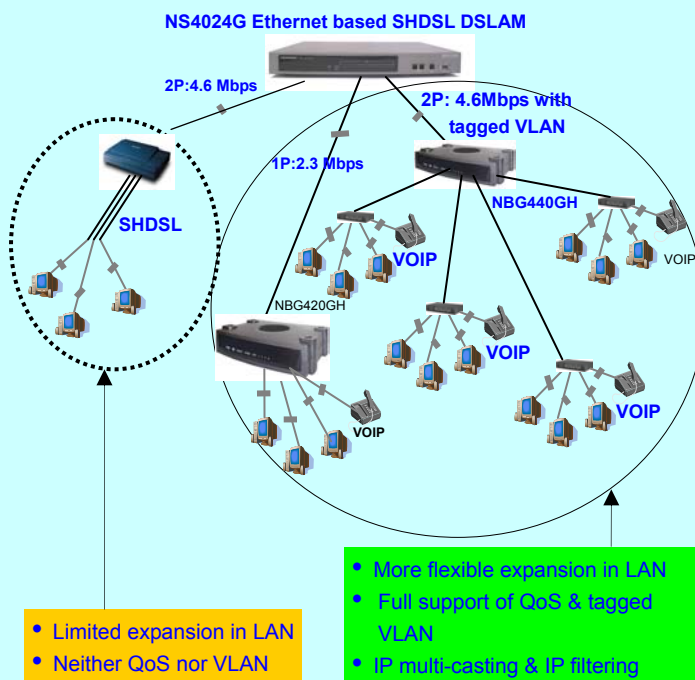 NS4024G Ethernet based SHDSL DSLAM
2P:4.6 Mbps
2P: 4.6Mbps with
tagged VLAN
1P:2.3 Mbps
SHDSL
NBG440GH
VOIP
VOIP
NBG420GH
VOIP
VOIP
VOIP
• More flexible expansion in LAN
• Full support of QoS & tagged
VLAN
• IP multi-casting & IP filtering
• Limited expansion in LAN
• Neither QoS nor VLAN